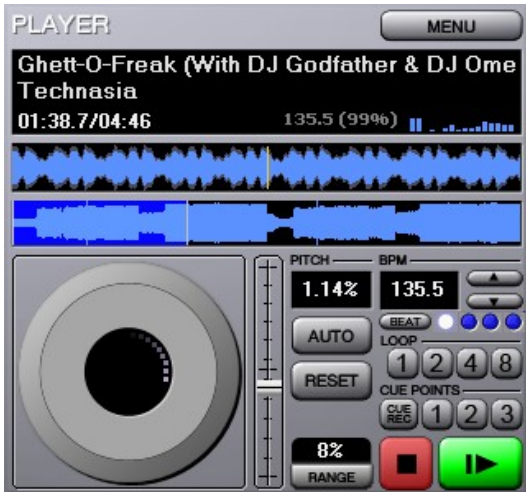 PLAYER
MENU
Ghett-O-Freak (With DJ Godfather & DJ Ome
Technasia
01:38.7/04:46 135.5 (99%)
PITCH BPM
1.14% 135.5
BEAT
AUTO
LOOP
1 2 4 8
RESET
CUE POINTS
CUE REC 1 2 3
8%
RANGE